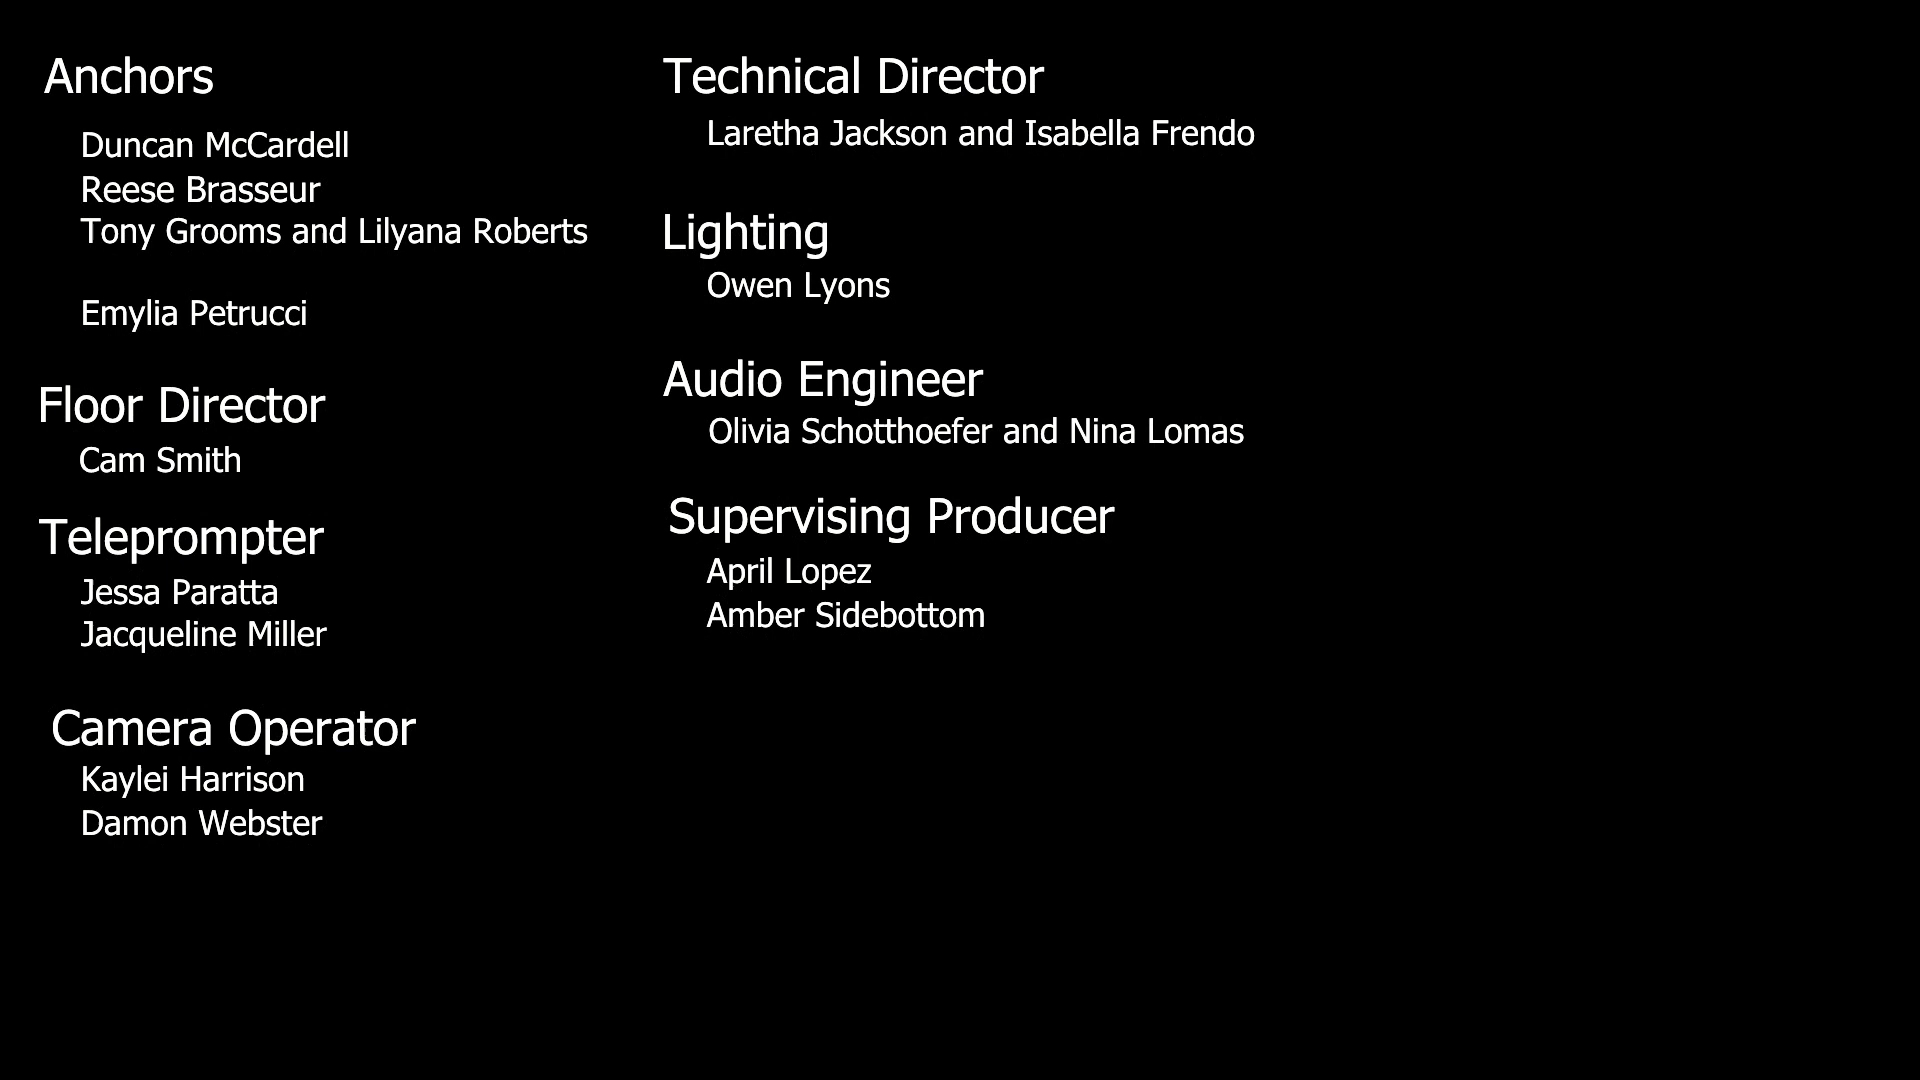 Anchors
Duncan McCardell
Reese Brasseur
Tony Grooms and Lilyana Roberts
Emylia Petrucci
Floor Director
Cam Smith
Teleprompter
Jessa Paratta
Jacqueline Miller
Camera Operator
Kaylei Harrison
Damon Webster
Technical Director
Laretha Jackson and Isabella Frendo
Lighting
Owen Lyons
Audio Engineer
Olivia Schotthoefer and Nina Lomas
Supervising Producer
April Lopez
Amber Sidebottom